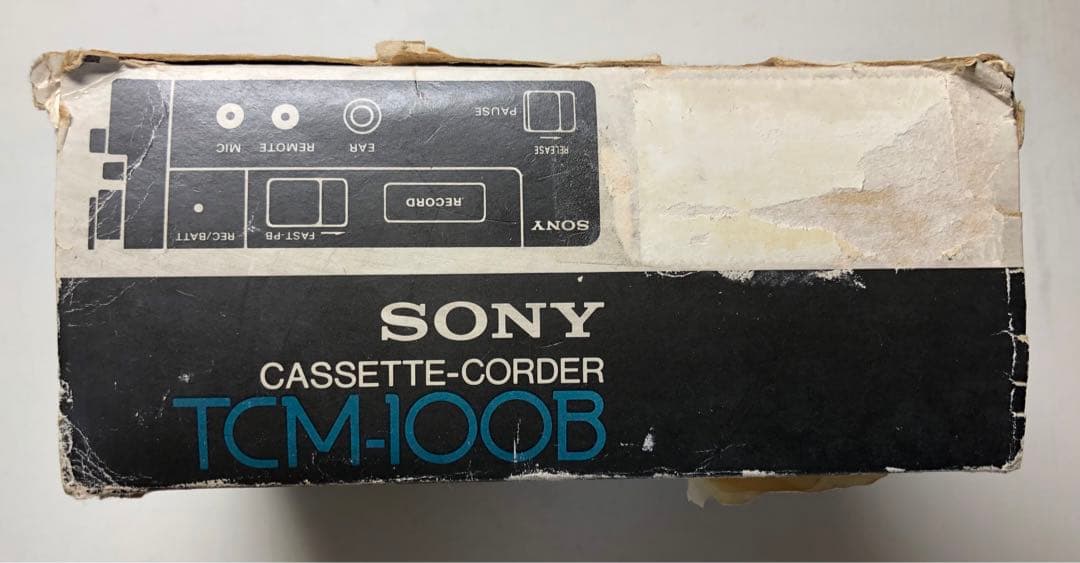 SONY
REC/BATT
FAST-PB
RECORD
RELEASE
MIC
REMOTE
EAR
PAUSE
SONY
CASSETTE-CORDER
TCM-100B